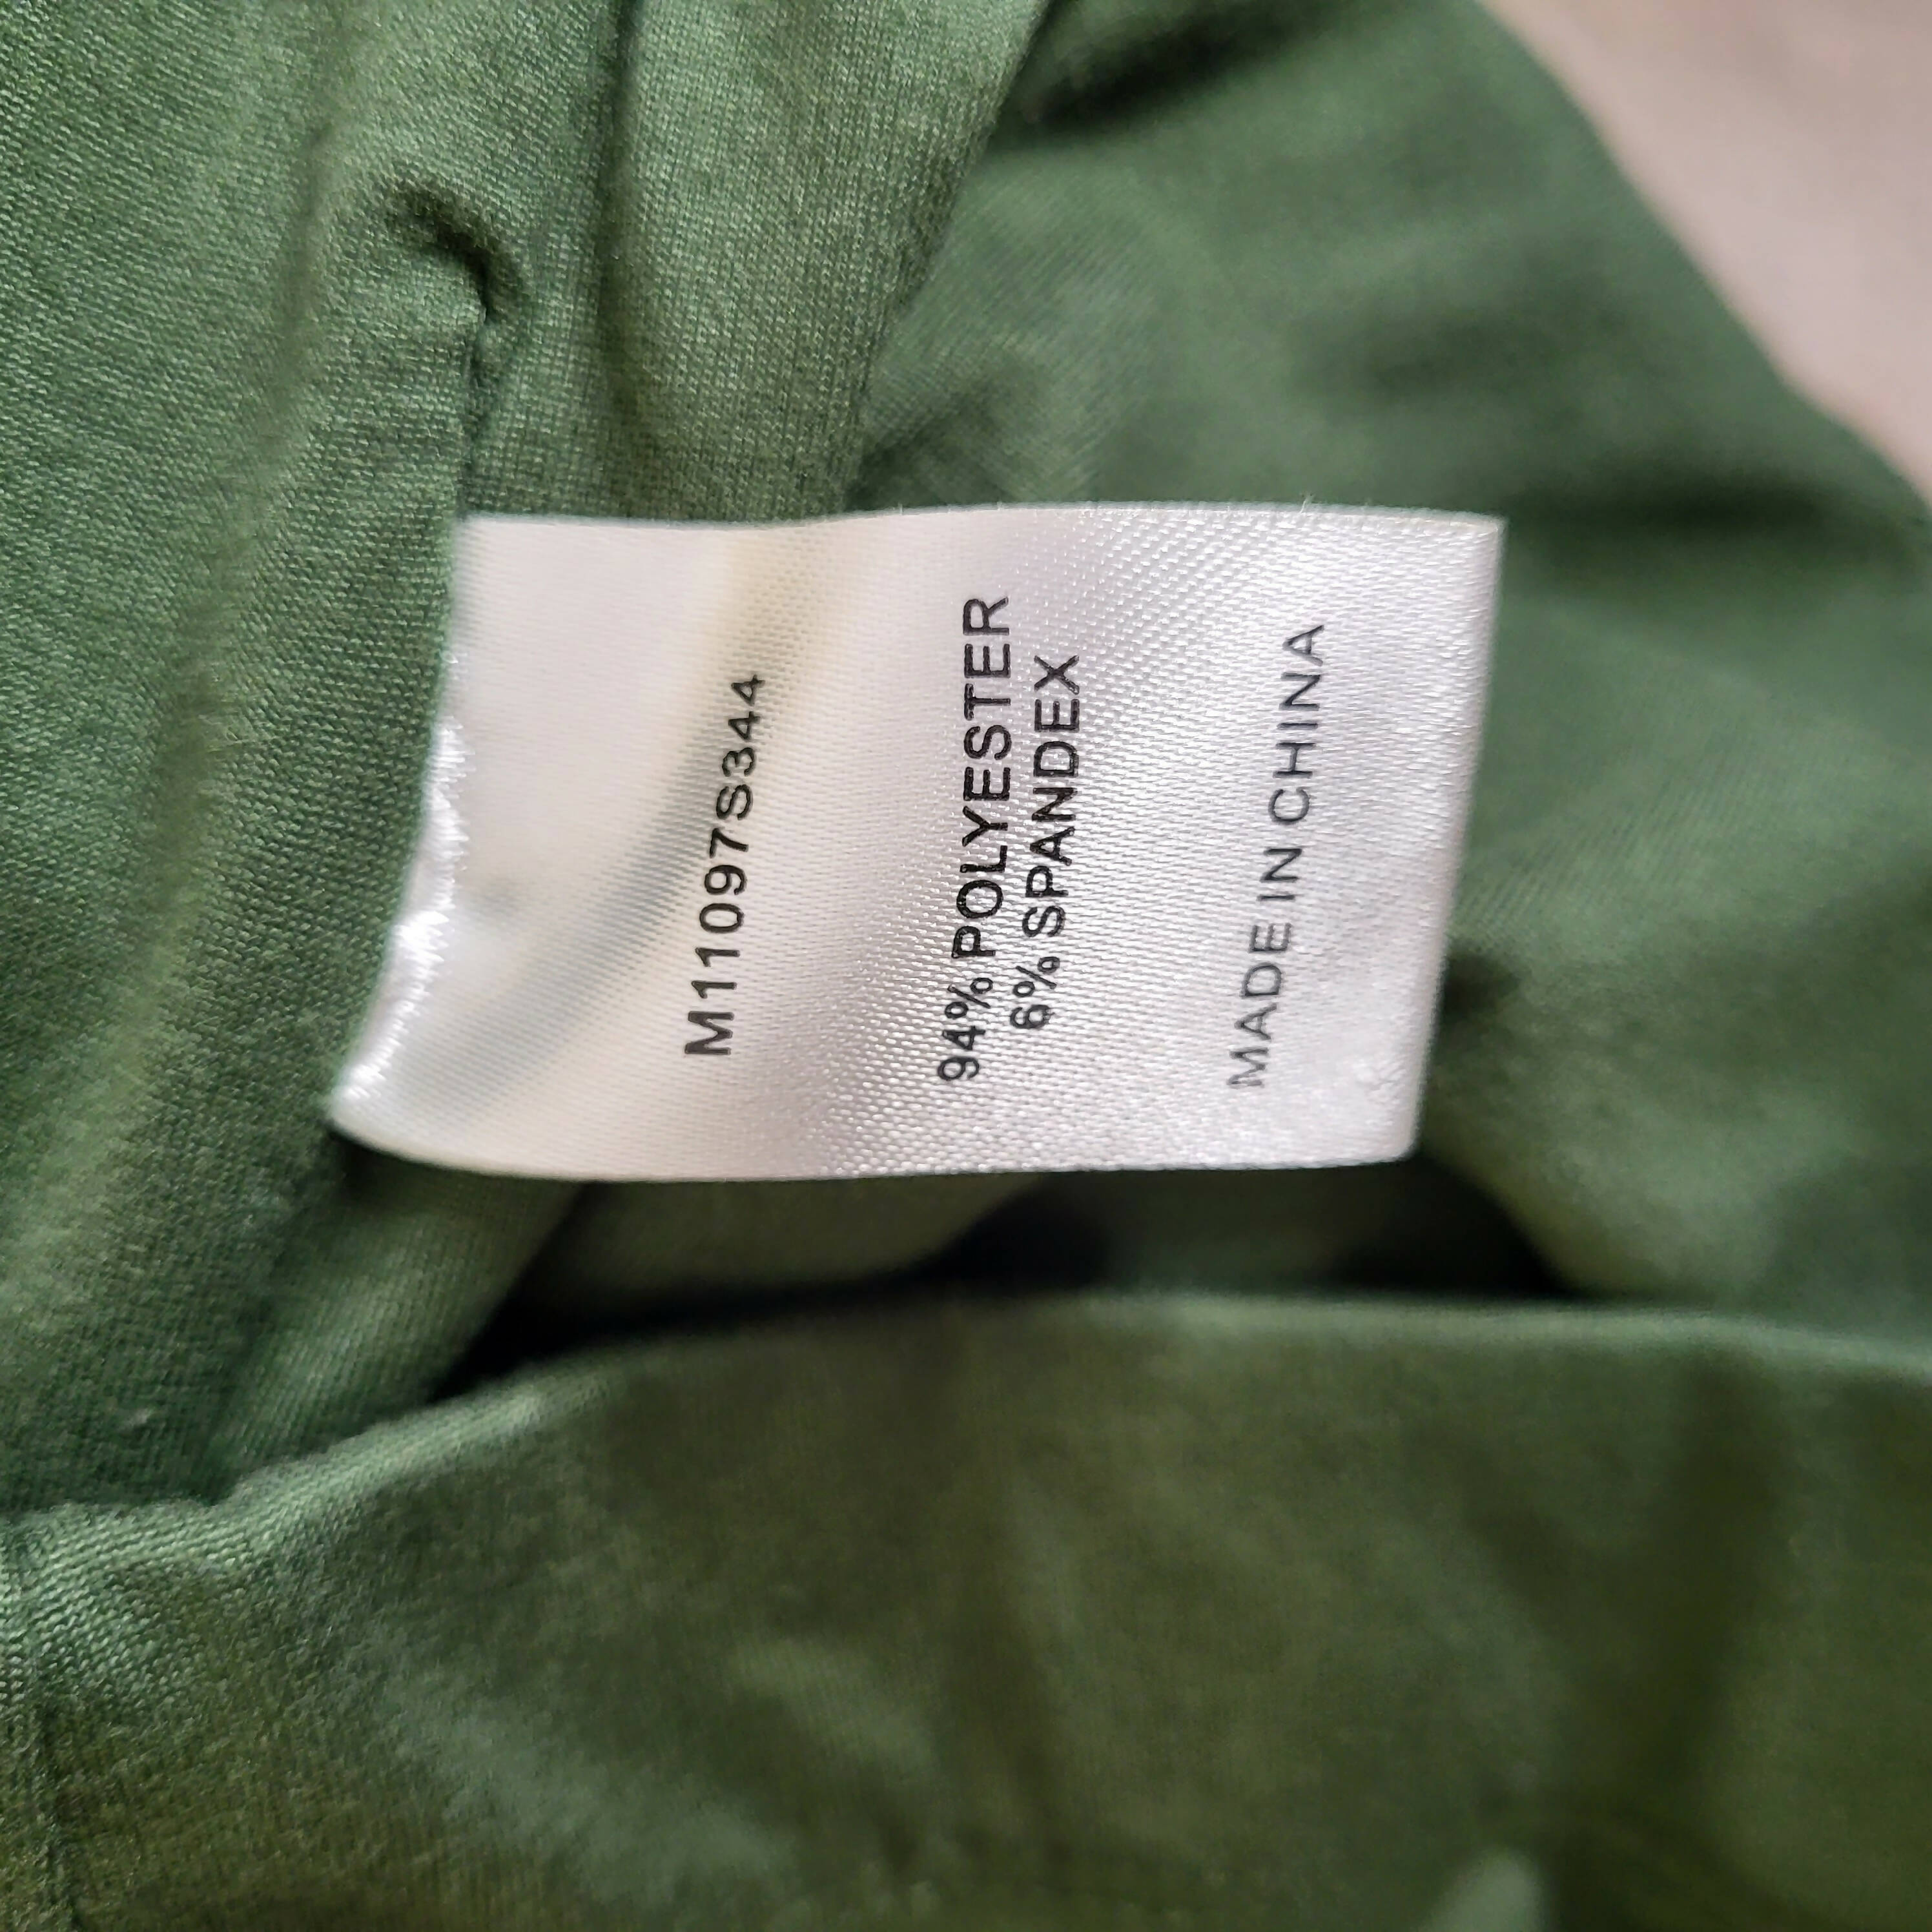 M11097S344
94% POLYESTER
6% SPANDEX
MADE IN CHINA